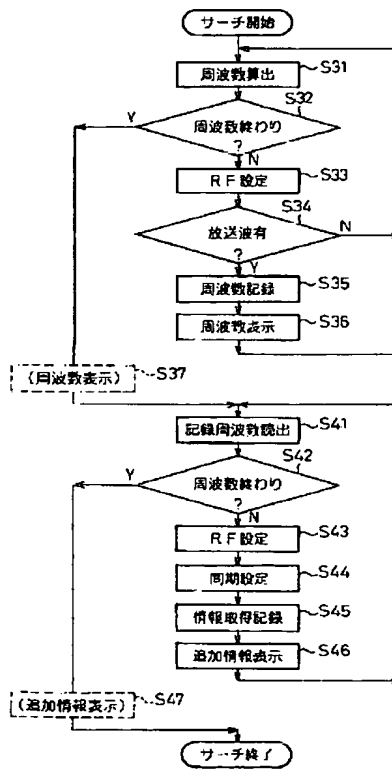 サーチ開始
周波数算出 S31
S32
Y 周波数終わり
?
N
RF設定 S33
S34
放送波有 N
?
Y
周波数記録 S35
周波数表示 S36
(周波数表示) S37
記録周波数読出 S41
S42
Y 周波数終わり
?
N
RF設定 S43
同期設定 S44
情報取得記録 S45
追加情報表示 S46
(追加情報表示) S47
サーチ終了